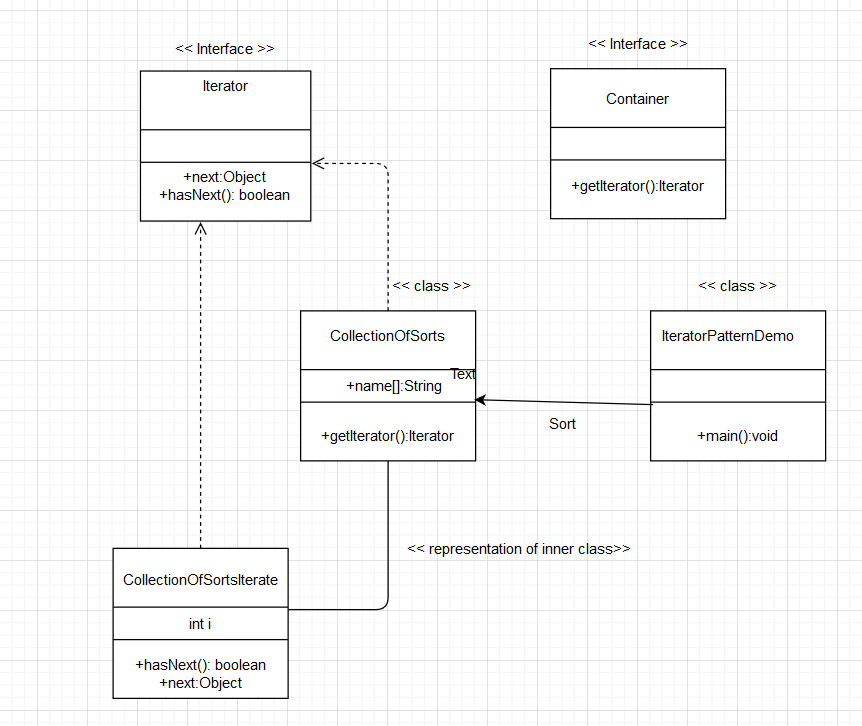 << Interface >>
Iterator
+next:Object
+hasNext(): boolean
<< Interface >>
Container
+getIterator():Iterator
<< class >>
CollectionOfSorts
Text
+name[]:String
+getIterator():Iterator
<< class >>
IteratorPatternDemo
+main():void
Sort
<< representation of inner class>>
CollectionOfSortsIterate
int i
+hasNext(): boolean
+next:Object